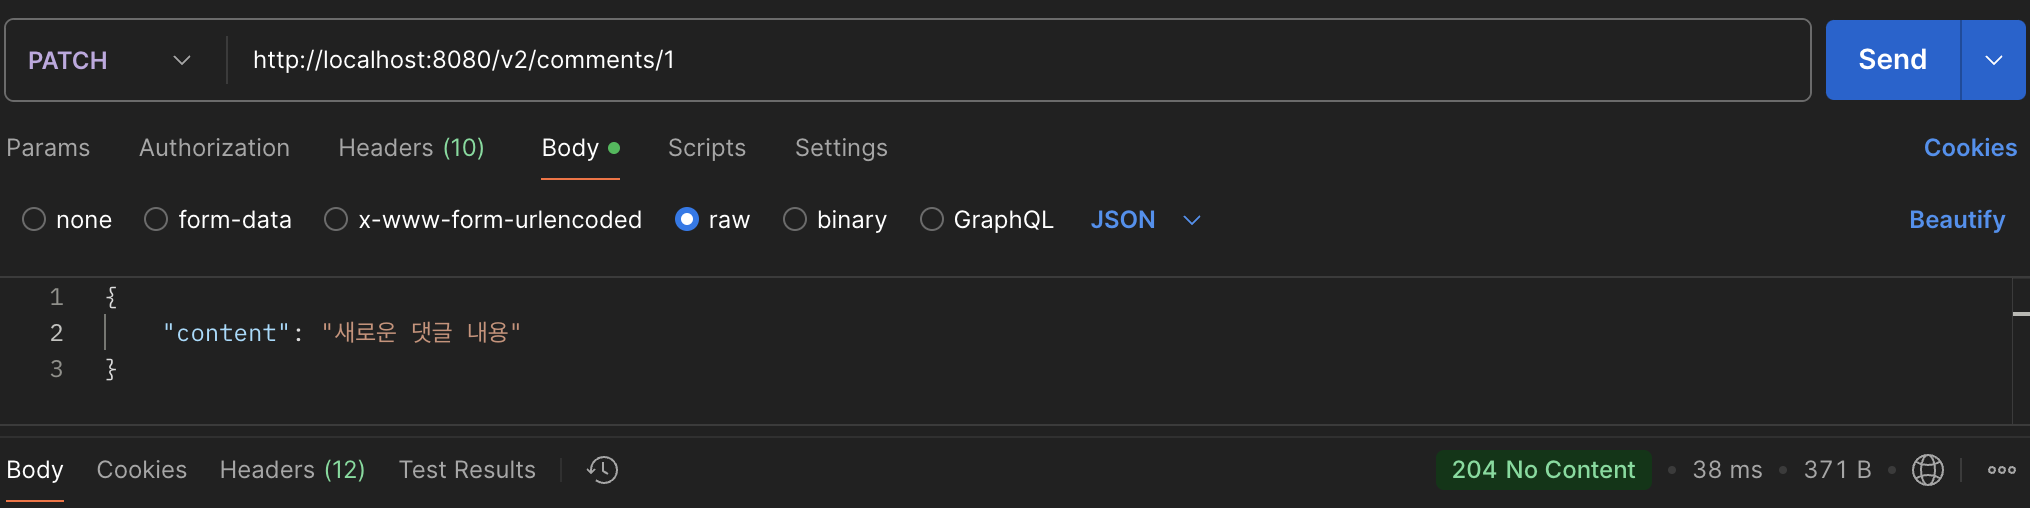 PATCH http://localhost:8080/v2/comments/1 Send
Params Authorization Headers (10) Body Scripts Settings Cookies
none form-data x-www-form-urlencoded raw binary GraphQL JSON Beautify
1 {
2 "content": "새로운 댓글 내용"
3 }
Body Cookies Headers (12) Test Results 204 No Content • 38 ms • 371 B •